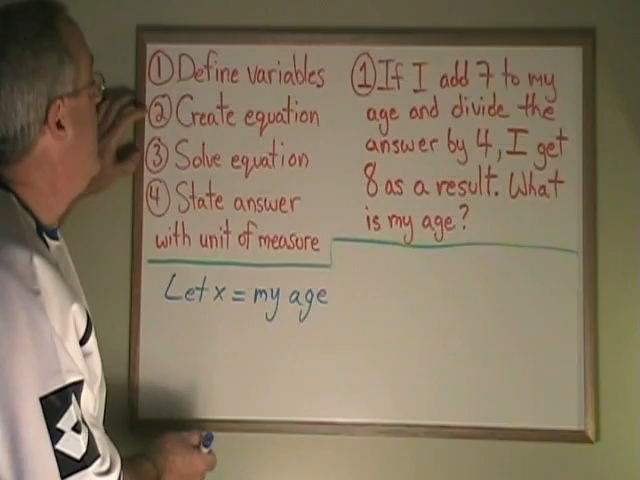 ① Define variables
② Create equation
③ Solve equation
④ State answer
with unit of measure
① If I add 7 to my
age and divide the
answer by 4, I get
8 as a result. What
is my age?
Let x = my age